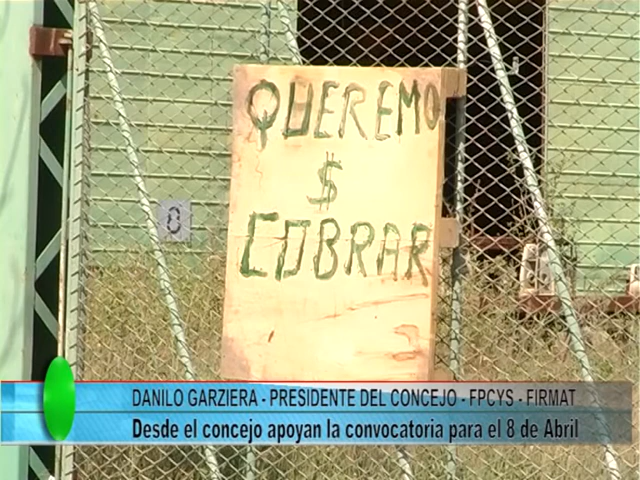 QUEREMO
$
COBRAR
0
DANILO GARZIERA - PRESIDENTE DEL CONCEJO - FPCYS - FIRMAT
Desde el concejo apoyan la convocatoria para el 8 de Abril